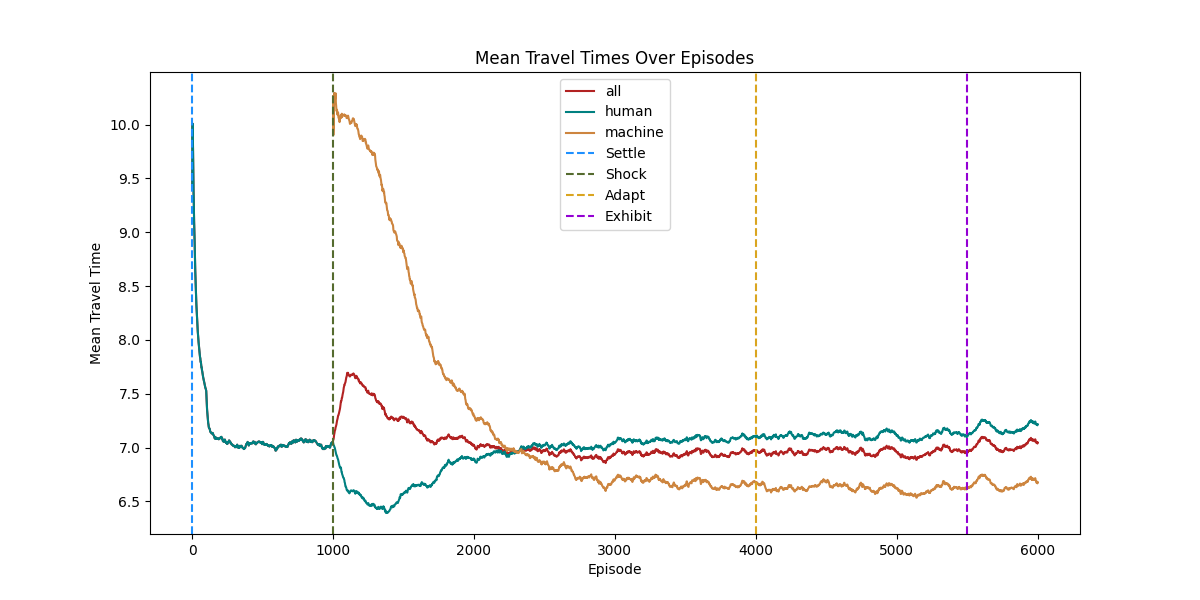 Mean Travel Times Over Episodes
all
human
machine
Settle
Shock
Adapt
Exhibit
Mean Travel Time
10.0
9.5
9.0
8.5
8.0
7.5
7.0
6.5
0 1000 2000 3000 4000 5000 6000
Episode